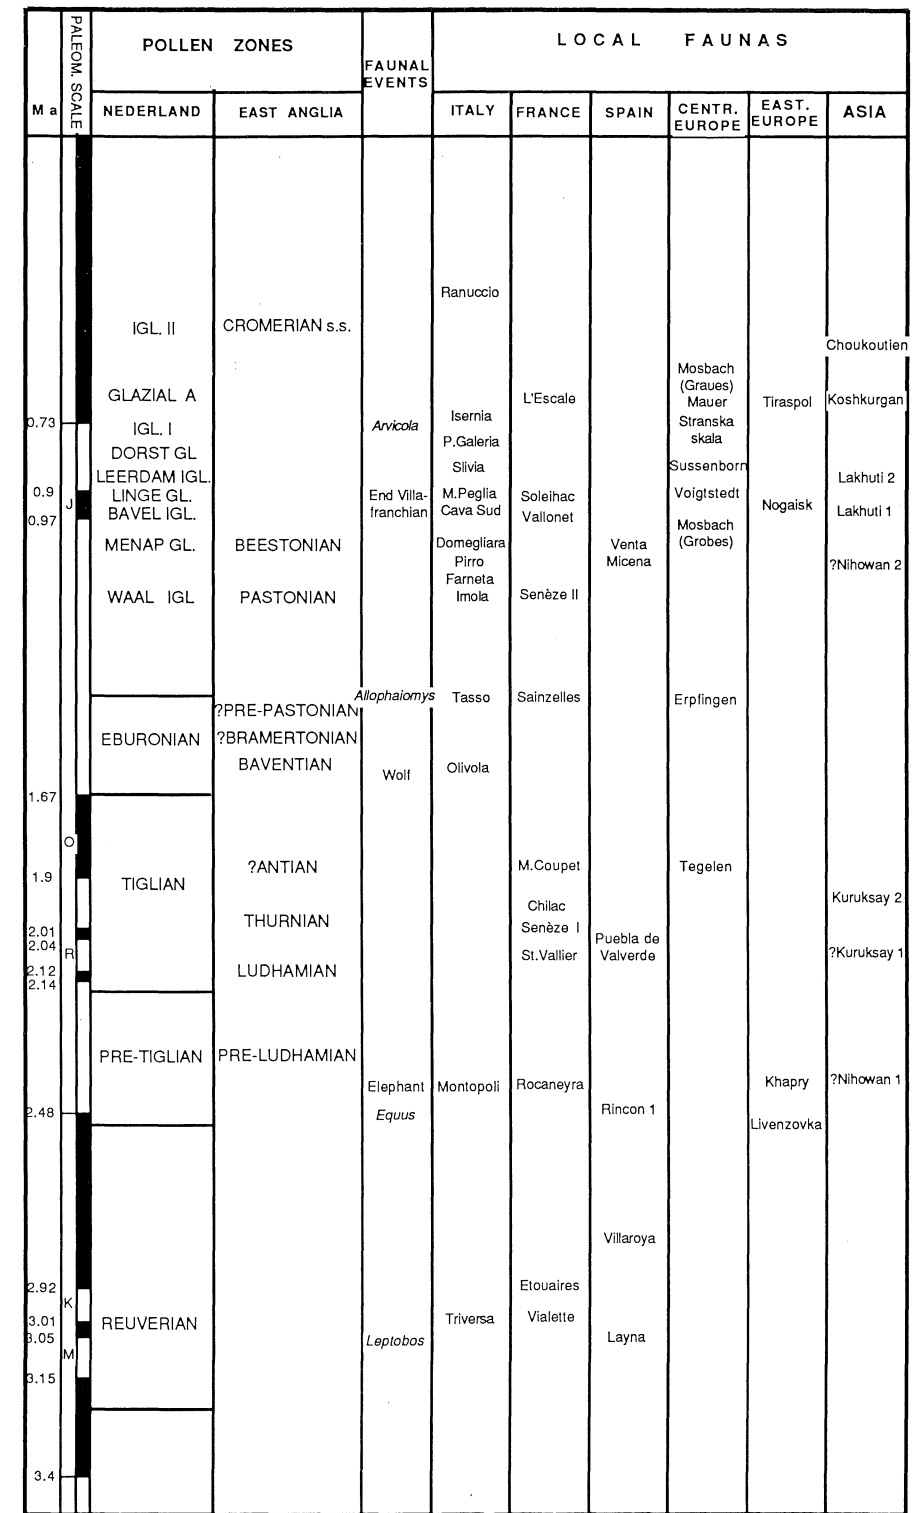 PALEOM. SCALE
POLLEN ZONES
LOCAL FAUNAS
FAUNAL
EVENTS
Ma
NEDERLAND
EAST ANGLIA
ITALY
FRANCE
SPAIN
CENTR.
EUROPE
EAST.
EUROPE
ASIA
Ranuccio
IGL. II
CROMERIAN s.s.
Choukoutien
Mosbach
(Graues)
GLAZIAL A
L'Escale
Mauer
Tiraspol
Koshkurgan
0.73
IGL. I
Arvicola
Isernia
Stranska
skala
P.Galeria
DORST GL
Slivia
Sussenborn
LEERDAM IGL.
Lakhuti 2
0.9
J
LINGE GL.
End Villa-
franchian
M.Peglia
Soleihac
Voigtstedt
Nogaisk
0.97
BAVEL IGL.
Cava Sud
Vallonet
Lakhuti 1
Mosbach
(Grobes)
MENAP GL.
BEESTONIAN
Domegliara
Venta
Micena
Pirro
?Nihowan 2
Farneta
WAAL IGL
PASTONIAN
Imola
Senèze II
Allophaiomys
Tasso
Sainzelles
Erpfingen
?PRE-PASTONIAN
EBURONIAN
?BRAMERTONIAN
BAVENTIAN
Wolf
Olivola
1.67
O
1.9
TIGLIAN
?ANTIAN
M.Coupet
Tegelen
Kuruksay 2
Chilac
THURNIAN
Senèze I
2.01
2.04
R
Puebla de
Valverde
St.Vallier
?Kuruksay 1
2.12
LUDHAMIAN
2.14
PRE-TIGLIAN
PRE-LUDHAMIAN
Elephant
Montopoli
Rocaneyra
Khapry
?Nihowan 1
2.48
Equus
Rincon 1
Livenzovka
Villaroya
2.92
K
Etouaires
3.01
REUVERIAN
Triversa
Vialette
3.05
M
Leptobos
Layna
3.15
3.4